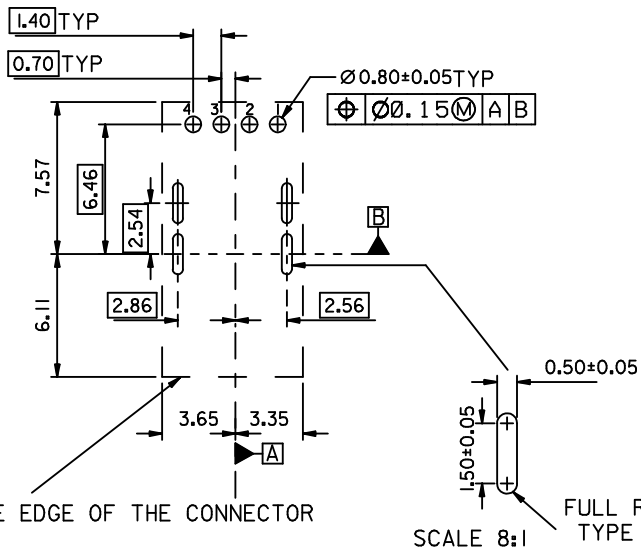 1.40 TYP
0.70 TYP
Ø0.80±0.05TYP
⌖ Ø0.15Ⓜ A B
4 3 2
7.57
6.46
2.54
B
6.11
2.86
2.56
0.50±0.05
3.65
3.35
1.50±0.05
A
E EDGE OF THE CONNECTOR
FULL R
TYPE
SCALE 8:1